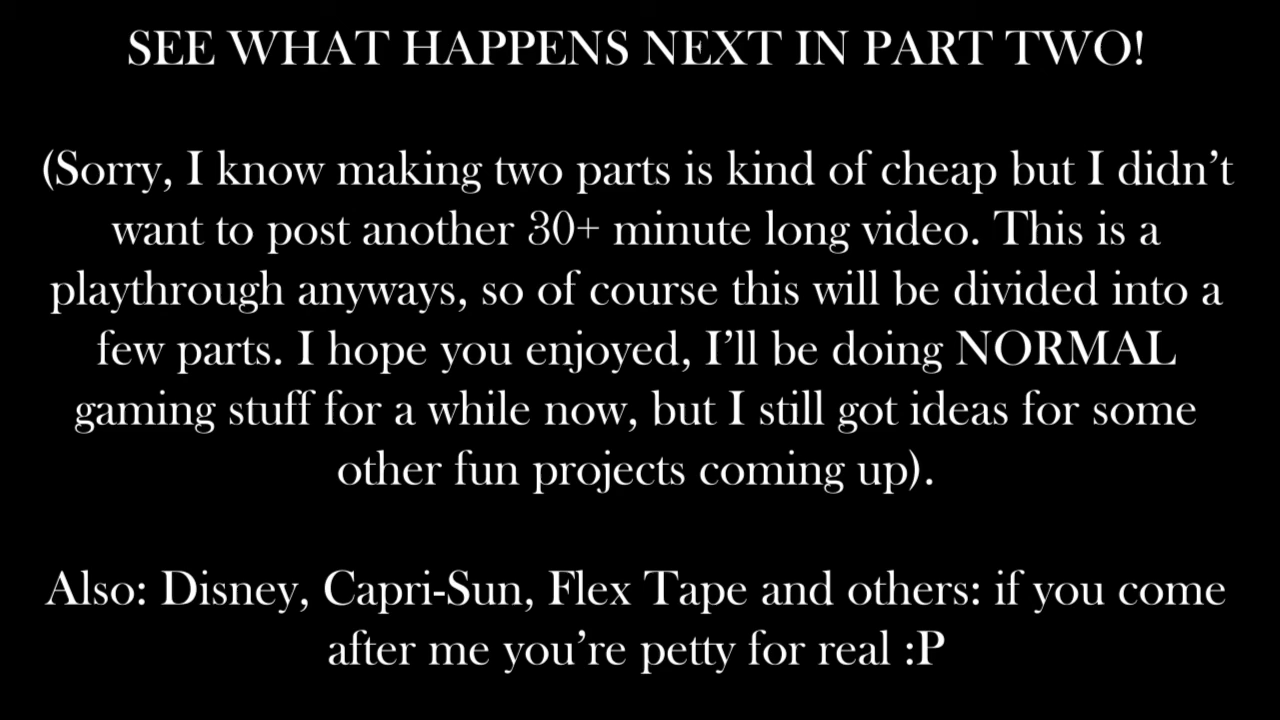 SEE WHAT HAPPENS NEXT IN PART TWO!
(Sorry, I know making two parts is kind of cheap but I didn’t
want to post another 30+ minute long video. This is a
playthrough anyways, so of course this will be divided into a
few parts. I hope you enjoyed, I’ll be doing NORMAL
gaming stuff for a while now, but I still got ideas for some
other fun projects coming up).
Also: Disney, Capri-Sun, Flex Tape and others: if you come
after me you’re petty for real :P